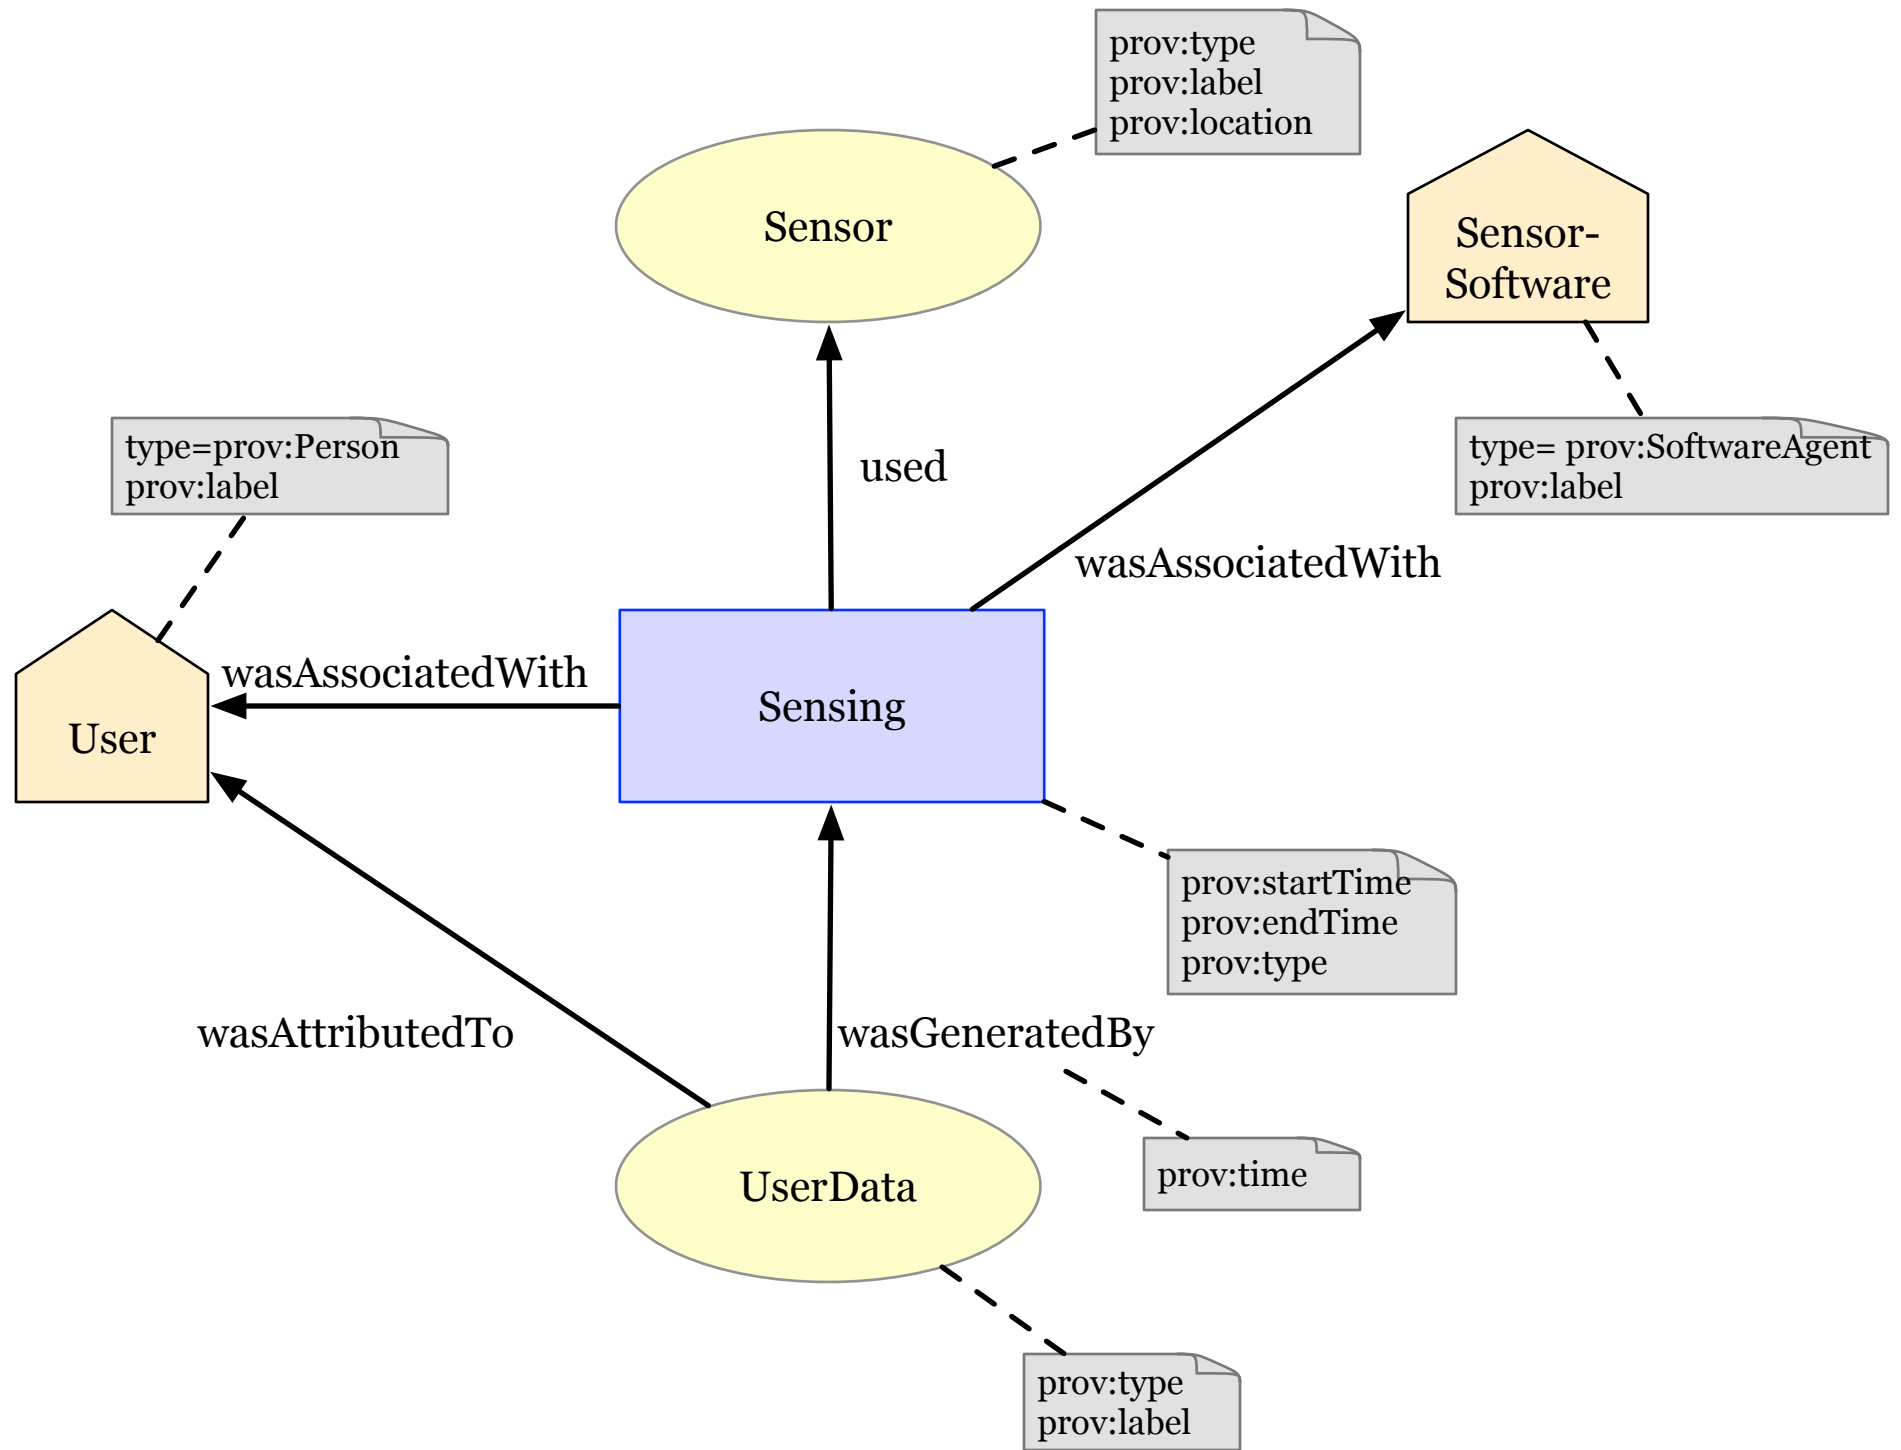 prov:type
prov:label
prov:location
Sensor
Sensor-
Software
type=prov:Person
prov:label
used
type= prov:SoftwareAgent
prov:label
wasAssociatedWith
wasAssociatedWith
User
Sensing
prov:startTime
prov:endTime
prov:type
wasAttributedTo
wasGeneratedBy
UserData
prov:time
prov:type
prov:label